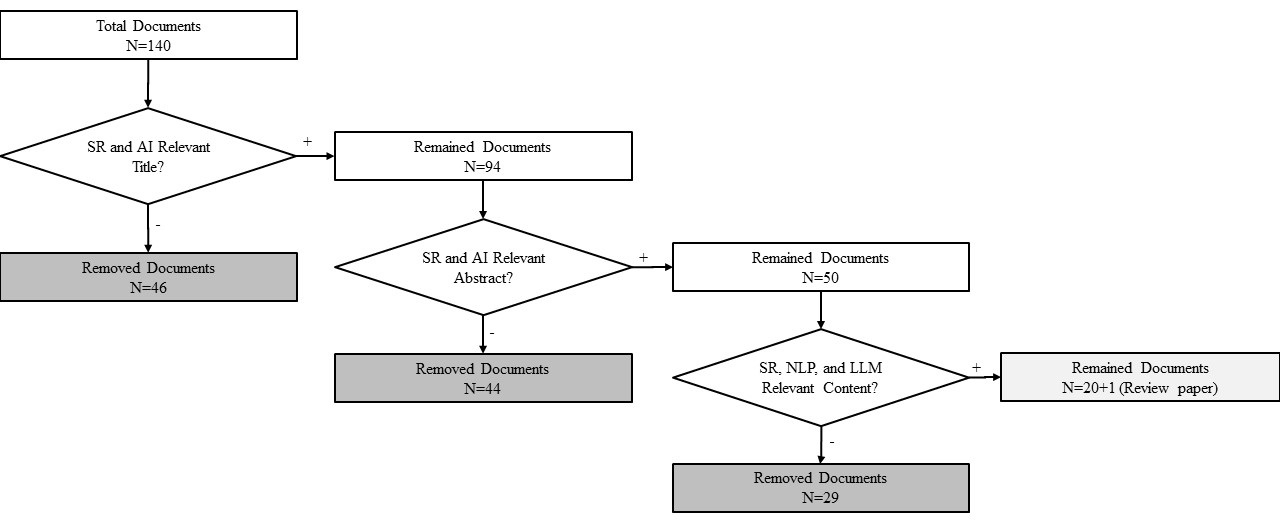 Total Documents
N=140
SR and AI Relevant
Title?
+
-
Removed Documents
N=46
Remained Documents
N=94
SR and AI Relevant
Abstract?
+
-
Removed Documents
N=44
Remained Documents
N=50
SR, NLP, and LLM
Relevant Content?
+
-
Removed Documents
N=29
Remained Documents
N=20+1 (Review paper)